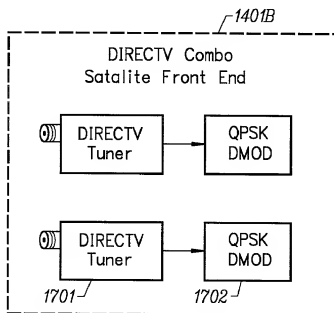 1401B
DIRECTV Combo
Satalite Front End
DIRECTV
Tuner
QPSK
DMOD
DIRECTV
Tuner
QPSK
DMOD
1701
1702